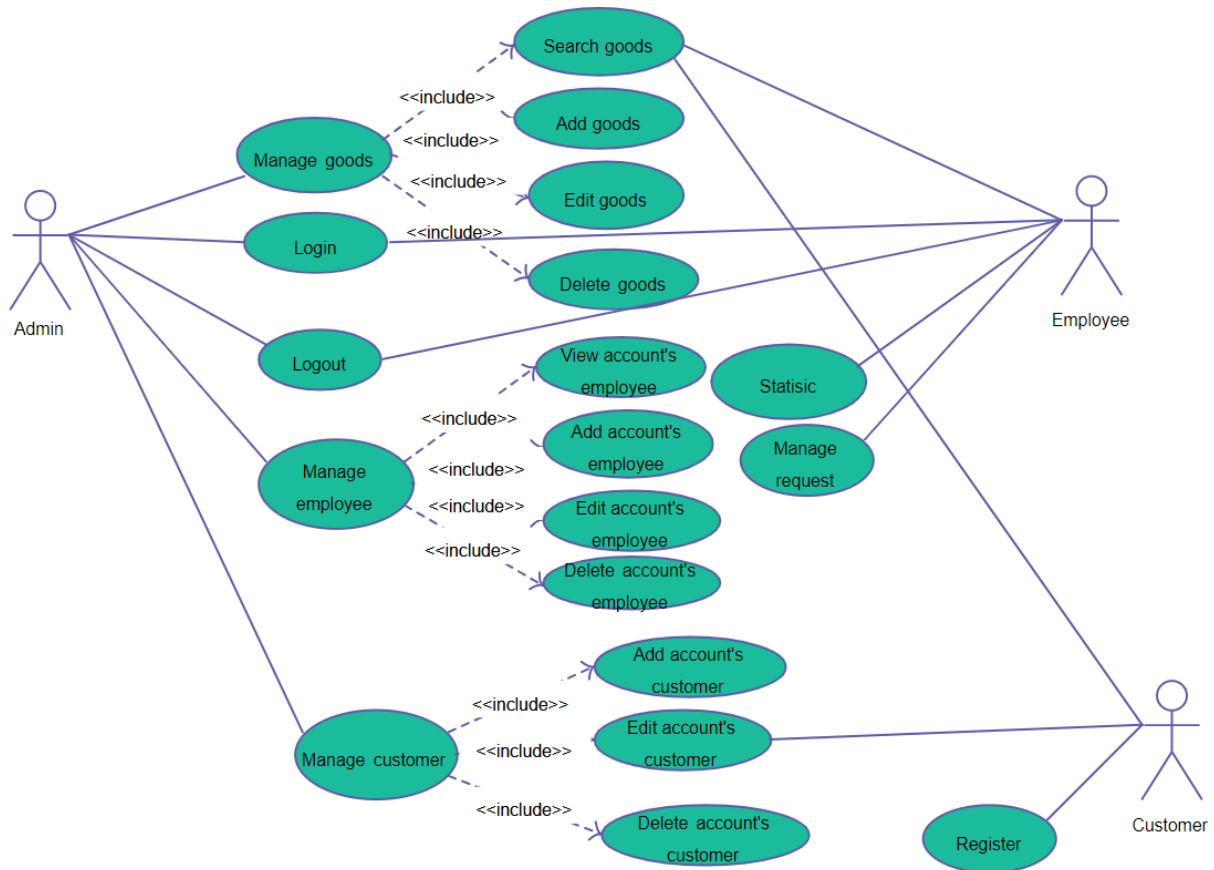 Search goods
<<include>>
Add goods
<<include>>
Manage goods
<<include>>
Edit goods
<<include>>
Login
Delete goods
Admin
Employee
Logout
View account's
employee
Statisic
<<include>>
Add account's
employee
Manage
request
<<include>>
Manage
employee
<<include>>
Edit account's
employee
<<include>>
Delete account's
employee
Add account's
customer
<<include>>
Edit account's
customer
Manage customer
<<include>>
<<include>>
Delete account's
customer
Register
Customer